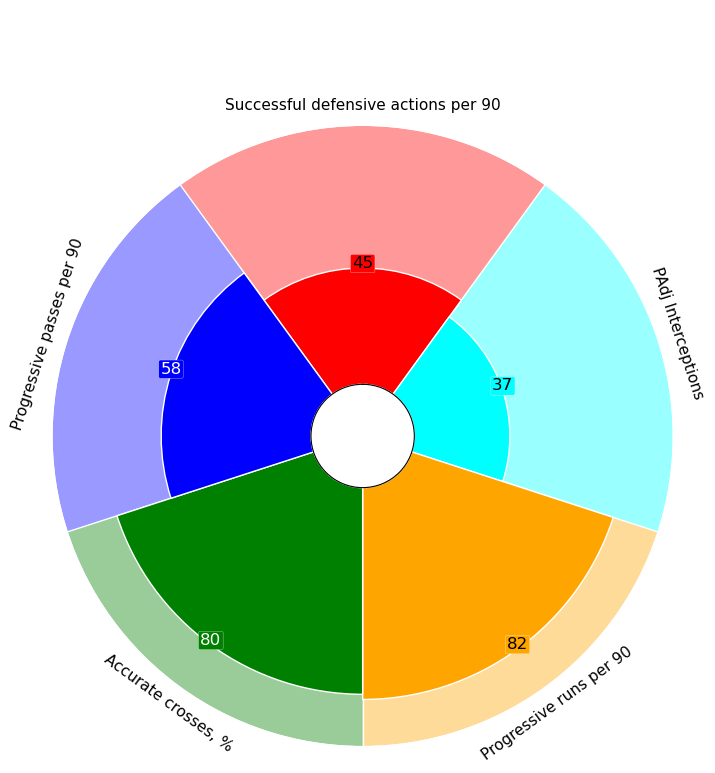 Successful defensive actions per 90
45
PAdj Interceptions
37
Progressive runs per 90
82
Accurate crosses, %
80
Progressive passes per 90
58